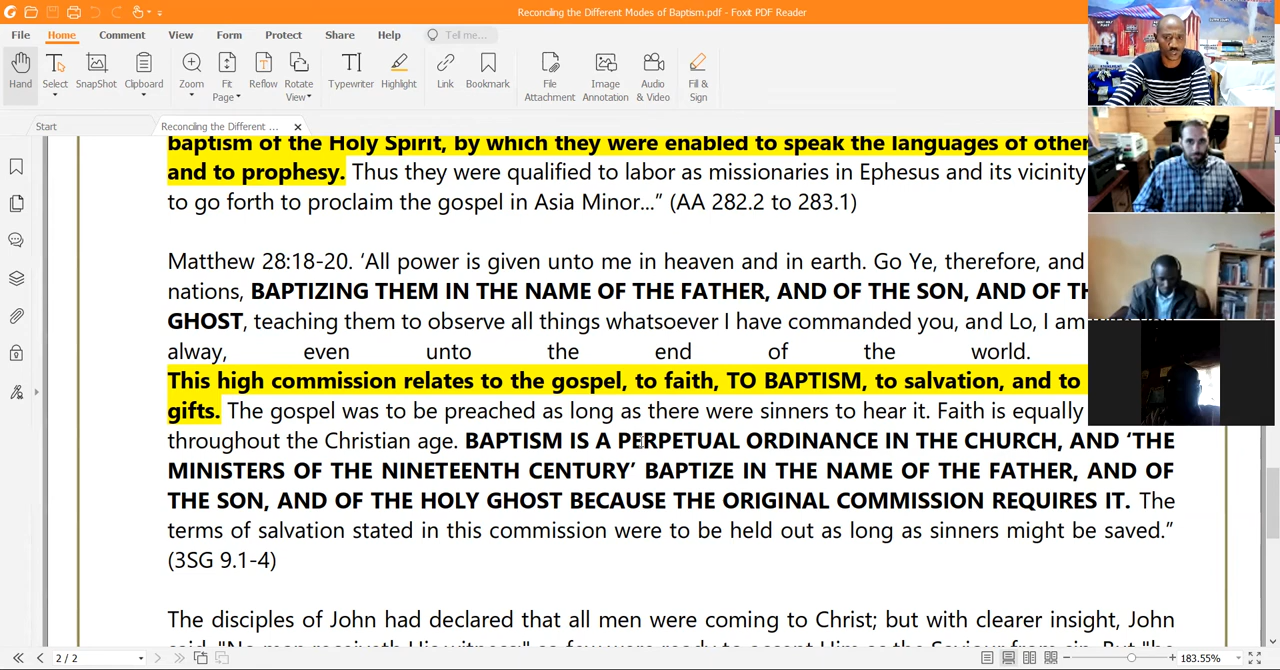 Reconciling the Different Modes of Baptism.pdf - Foxit PDF Reader
File Home Comment View Form Protect Share Help Tell me...
Hand Select SnapShot Clipboard Zoom Fit Page Reflow Rotate View Typewriter Highlight Link Bookmark File Attachment Image Annotation Audio & Video Fill & Sign
Start Reconciling the Different ...
baptism of the Holy Spirit, by which they were enabled to speak the languages of other
and to prophesy. Thus they were qualified to labor as missionaries in Ephesus and its vicinity
to go forth to proclaim the gospel in Asia Minor...” (AA 282.2 to 283.1)
Matthew 28:18-20. ‘All power is given unto me in heaven and in earth. Go Ye, therefore, and
nations, BAPTIZING THEM IN THE NAME OF THE FATHER, AND OF THE SON, AND OF
GHOST, teaching them to observe all things whatsoever I have commanded you, and Lo, I am
alway, even unto the end of the world.
This high commission relates to the gospel, to faith, TO BAPTISM, to salvation, and to
gifts. The gospel was to be preached as long as there were sinners to hear it. Faith is equally
throughout the Christian age. BAPTISM IS A PERPETUAL ORDINANCE IN THE CHURCH, AND ‘THE
MINISTERS OF THE NINETEENTH CENTURY’ BAPTIZE IN THE NAME OF THE FATHER, AND OF
THE SON, AND OF THE HOLY GHOST BECAUSE THE ORIGINAL COMMISSION REQUIRES IT. The
terms of salvation stated in this commission were to be held out as long as sinners might be saved.”
(3SG 9.1-4)
The disciples of John had declared that all men were coming to Christ; but with clearer insight, John
2 / 2 183.55%